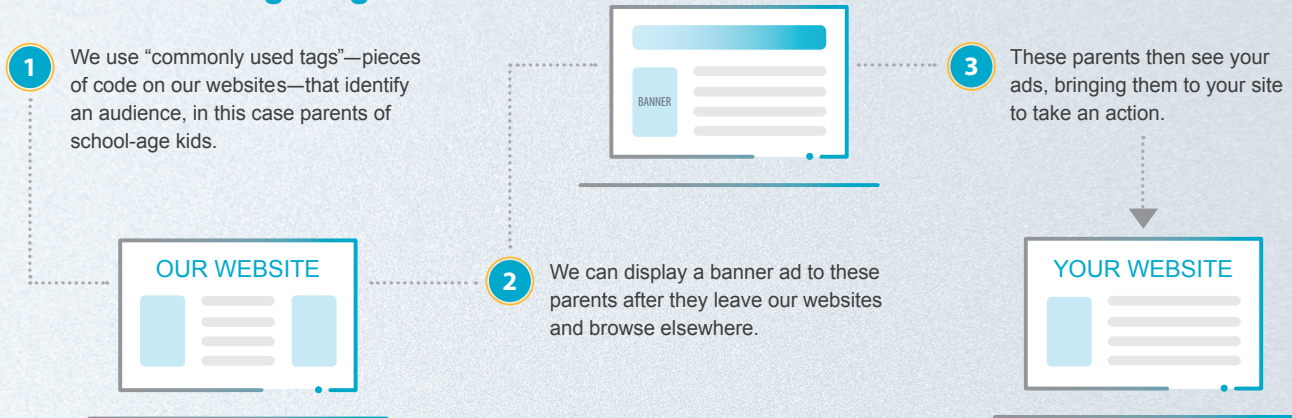 1
We use “commonly used tags”—pieces
of code on our websites—that identify
an audience, in this case parents of
school-age kids.
OUR WEBSITE
2
We can display a banner ad to these
parents after they leave our websites
and browse elsewhere.
BANNER
3
These parents then see your
ads, bringing them to your site
to take an action.
YOUR WEBSITE